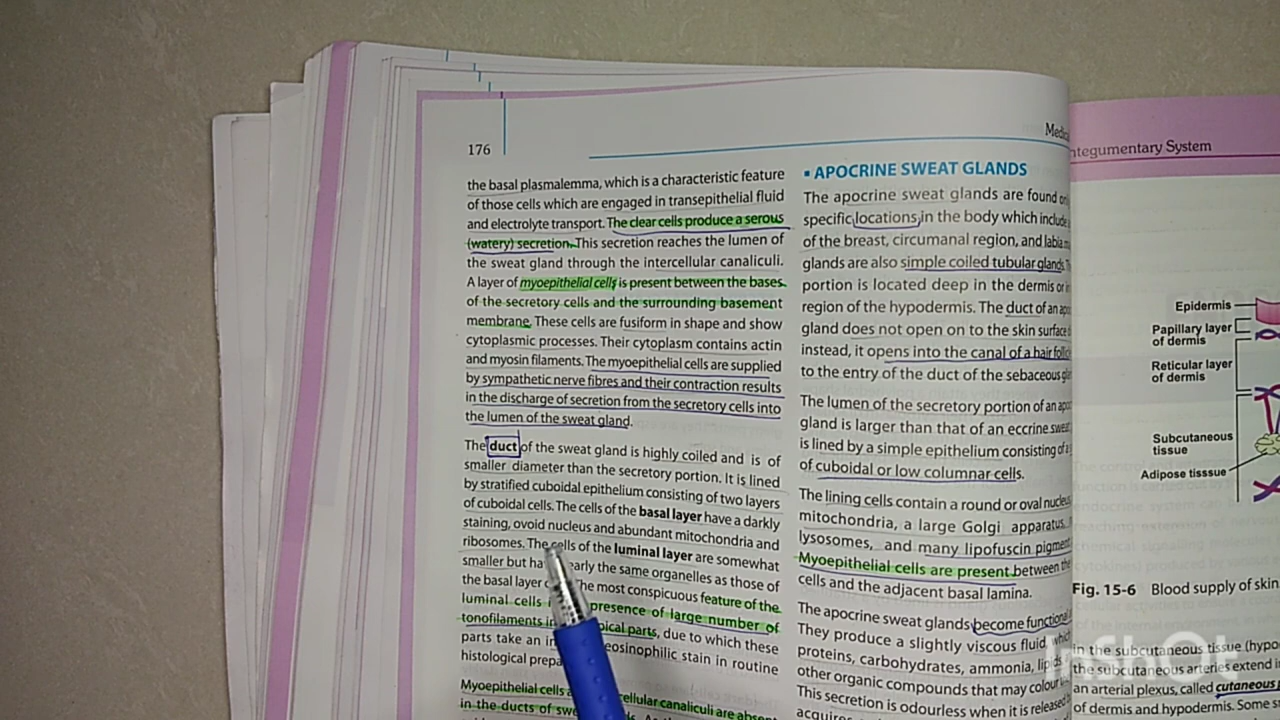 176
the basal plasmalemma, which is a characteristic feature
of those cells which are engaged in transepithelial fluid
and electrolyte transport. The clear cells produce a serous
(watery) secretion. This secretion reaches the lumen of
the sweat gland through the intercellular canaliculi.
A layer of myoepithelial cells is present between the bases
of the secretory cells and the surrounding basement
membrane. These cells are fusiform in shape and show
cytoplasmic processes. Their cytoplasm contains actin
and myosin filaments. The myoepithelial cells are supplied
by sympathetic nerve fibres and their contraction results
in the discharge of secretion from the secretory cells into
the lumen of the sweat gland.
The duct of the sweat gland is highly coiled and is of
smaller diameter than the secretory portion. It is lined
by stratified cuboidal epithelium consisting of two layers
of cuboidal cells. The cells of the basal layer have a darkly
staining, ovoid nucleus and abundant mitochondria and
ribosomes. The cells of the luminal layer are somewhat
smaller but the same organelles as those of
the basal layer most conspicuous feature of the
luminal cells presence of large number of
tonofilaments in parts, due to which these
parts take an eosinophilic stain in routine
histological
Myoepithelial cells canaliculi are absent
in the ducts of
• APOCRINE SWEAT GLANDS
The apocrine sweat glands are found
specific locations in the body which include
of the breast, circumanal region, and labia
glands are also simple coiled tubular glands.
portion is located deep in the dermis or
region of the hypodermis. The duct of an
gland does not open on to the skin surface
instead, it opens into the canal of a hair
to the entry of the duct of the sebaceous
The lumen of the secretory portion of an
gland is larger than that of an eccrine
is lined by a simple epithelium consisting of
of cuboidal or low columnar cells.
The lining cells contain a round or oval
mitochondria, a large Golgi apparatus,
lysosomes, and many lipofuscin
Myoepithelial cells are present between
cells and the adjacent basal lamina.
The apocrine sweat glands become functional
They produce a slightly viscous fluid, which
proteins, carbohydrates, ammonia,
other organic compounds that may colour
This secretion is odourless when it is
Integumentary System
Epidermis
Papillary layer
of dermis
Reticular layer
of dermis
Subcutaneous
tissue
Adipose tisssue
Fig. 15-6 Blood supply of skin
in the subcutaneous tissue
the subcutaneous arteries extend
an arterial plexus, called cutaneous
of dermis and hypodermis. Some
InShOt